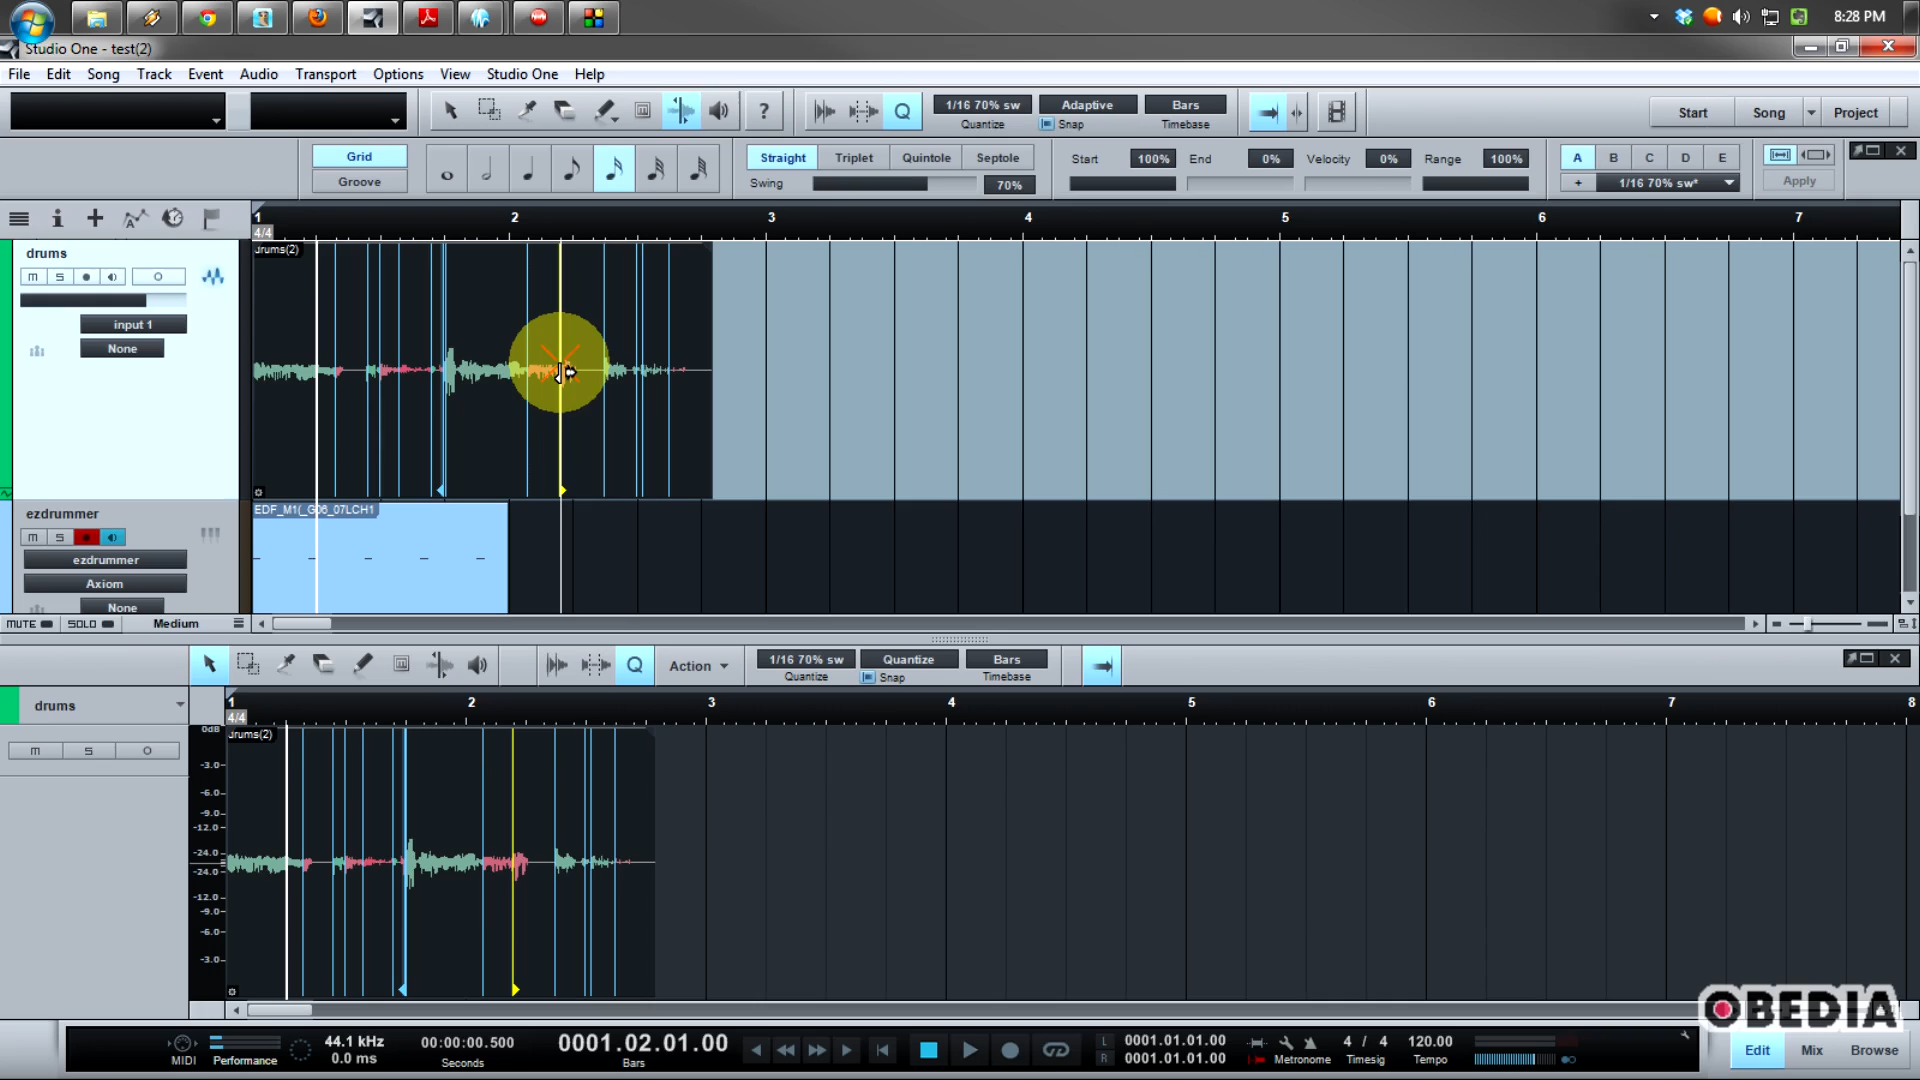 8:28 PM
Studio One - test(2)
File Edit Song Track Event Audio Transport Options View Studio One Help
? Q 1/16 70% sw Adaptive Bars Start Song Project
Quantize Snap Timebase
Grid Straight Triplet Quintole Septole Start 100% End 0% Velocity 0% Range 100% A B C D E
Groove Swing 70% + 1/16 70% sw* Apply
1 2 3 4 5 6 7
4/4
drums drums(2)
m s
input 1
None
ezdrummer EDF_M1(_G06_07LCH1
m s
ezdrummer
Axiom
None
MUTE SOLO Medium
Q Action 1/16 70% sw Quantize Bars
Quantize Snap Timebase
drums 1 2 3 4 5 6 7 8
4/4
0dB drums(2)
m s
-3.0
-6.0
-9.0
-12.0
-24.0
-24.0
-12.0
-9.0
-6.0
-3.0
OBEDIA
MIDI Performance 44.1 kHz 00:00:00.500 0001.02.01.00 L 0001.01.01.00 4 / 4 120.00 Edit Mix Browse
0.0 ms Seconds Bars R 0001.01.01.00 Metronome Timesig Tempo